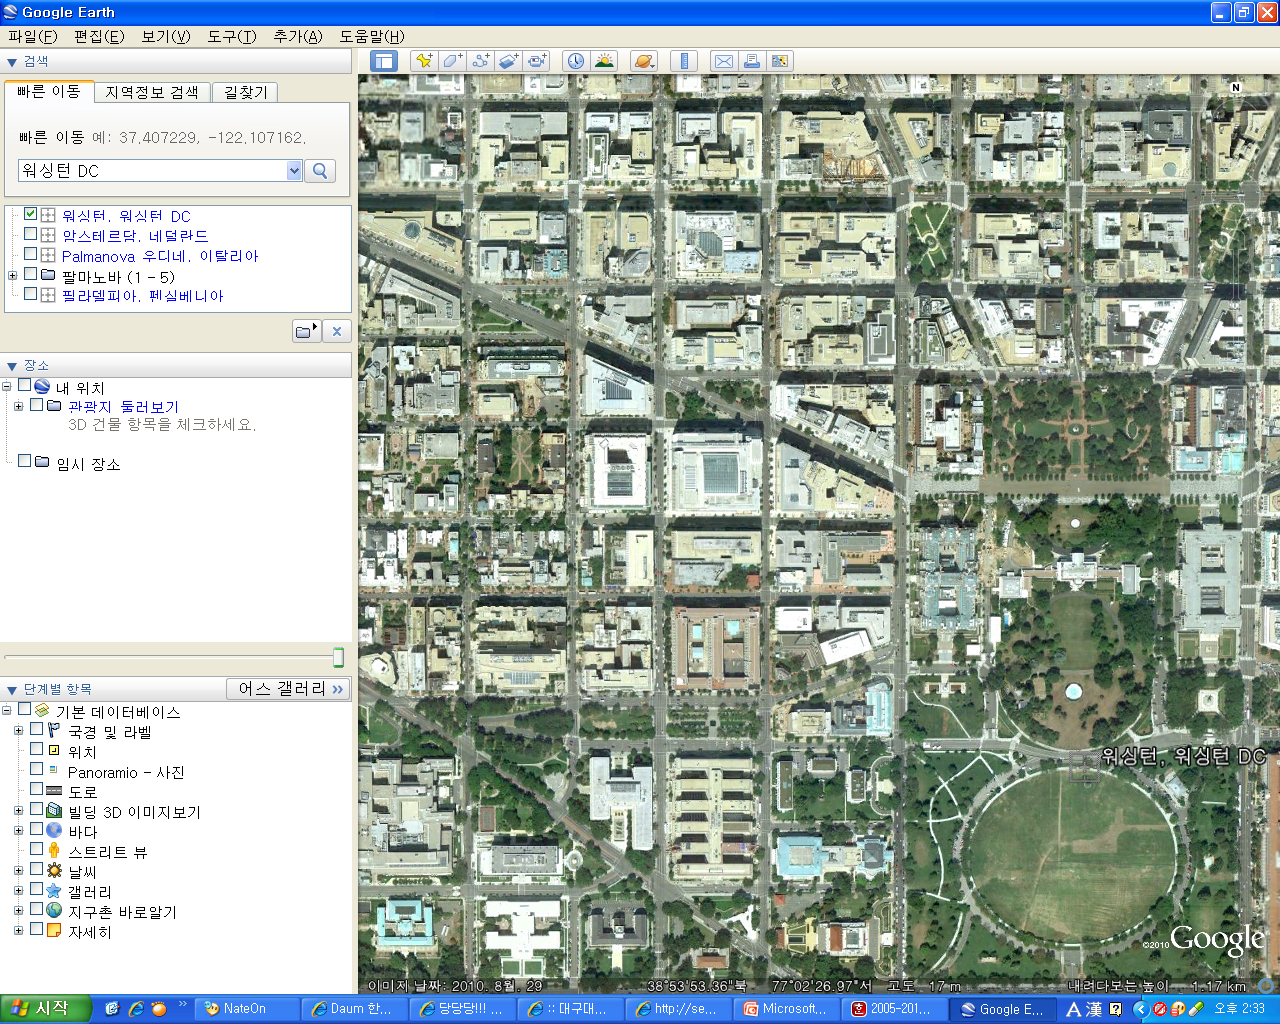 Google Earth
파일(F) 편집(E) 보기(V) 도구(T) 추가(A) 도움말(H)
검색
빠른 이동 지역정보 검색 길찾기
빠른 이동 예: 37.407229, -122.107162.
워싱턴 DC
워싱턴, 워싱턴 DC
암스테르담, 네덜란드
Palmanova 우디네, 이탈리아
팔마노바 (1 - 5)
필라델피아, 펜실베니아
장소
내 위치
관광지 둘러보기
3D 건물 항목을 체크하세요.
임시 장소
단계별 항목
어스 갤러리 »
기본 데이터베이스
국경 및 라벨
위치
Panoramio - 사진
도로
빌딩 3D 이미지보기
바다
스트리트 뷰
날씨
갤러리
지구촌 바로알기
자세히
N
워싱턴, 워싱턴 DC
©2010 Google
이미지 날짜: 2010. 8월. 29 38°53'53.36"북 77°02'26.97"서 고도 17 m 내려다보는 높이 1.17 km
시작 NateOn Daum 한... 당당당!!! ... :: 대구대... http://se... Microsoft... 2005-201... Google E... A 漢 오후 2:33